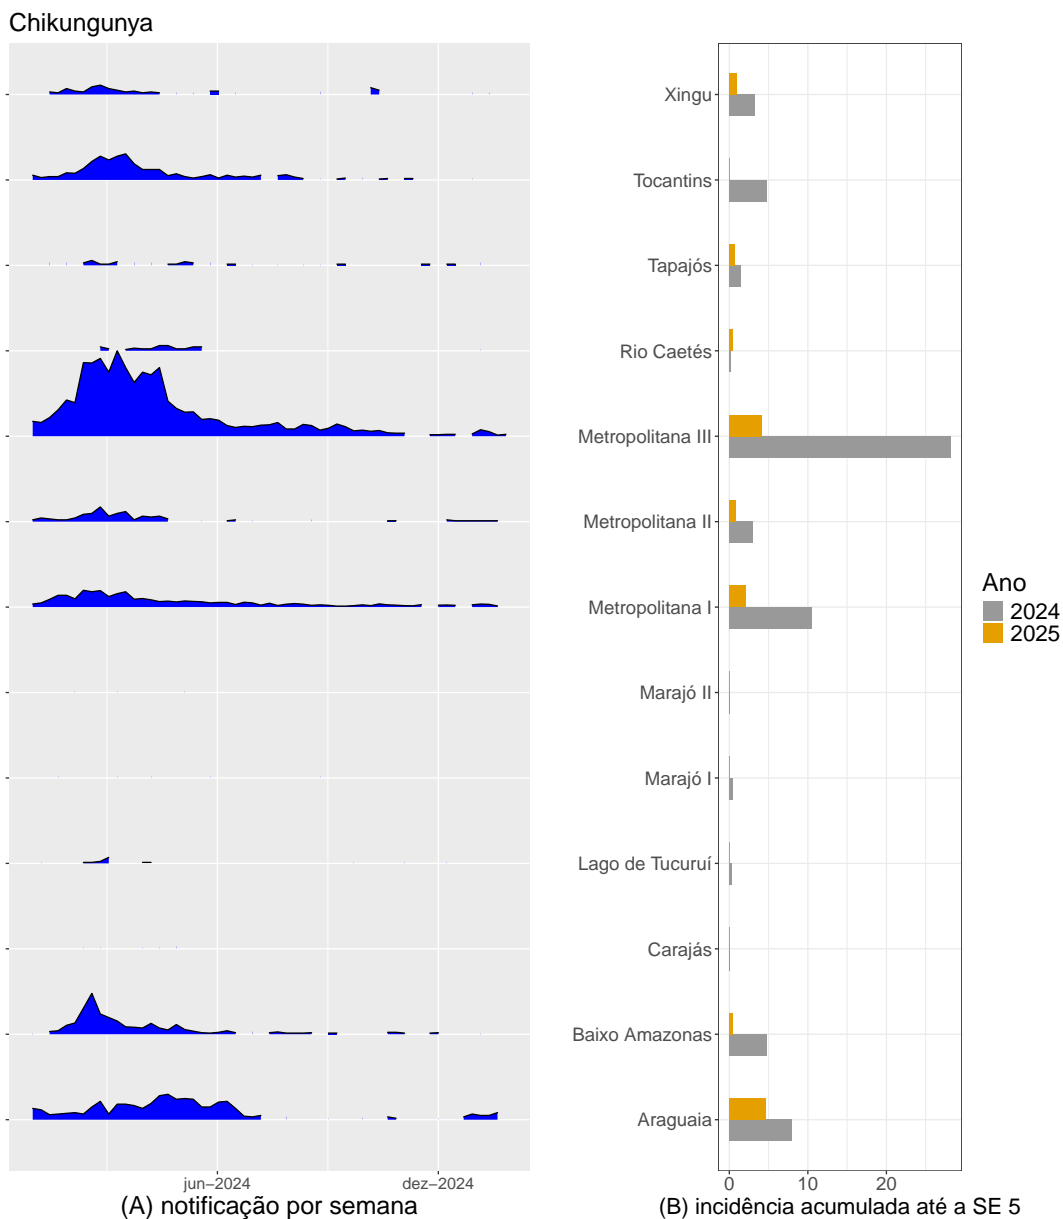 Chikungunya
Xingu
Tocantins
Tapajós
Rio Caetés
Metropolitana III
Metropolitana II
Metropolitana I
Marajó II
Marajó I
Lago de Tucuruí
Carajás
Baixo Amazonas
Araguaia
Ano
2024
2025
jun−2024 dez−2024
(A) notificação por semana
0 10 20
(B) incidência acumulada até a SE 5